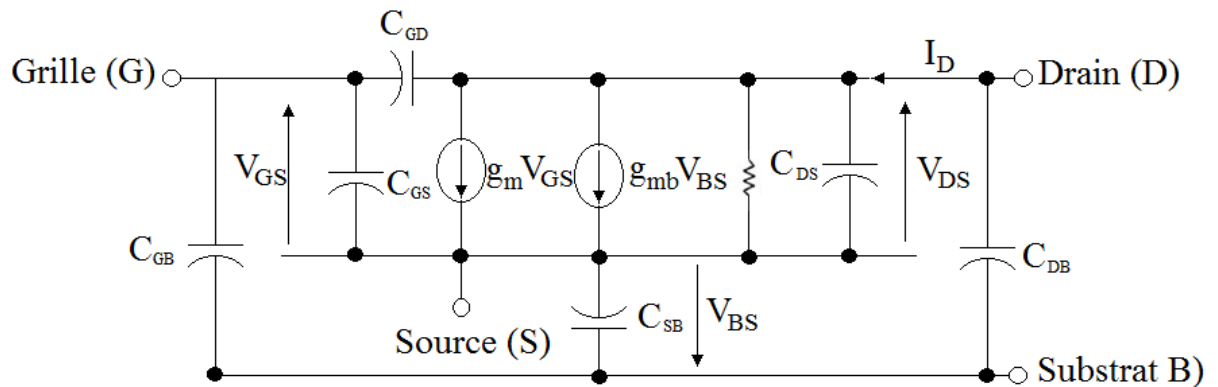 C_GD
Grille (G)
I_D
Drain (D)
V_GS
C_GS
g_mV_GS
g_mbV_BS
C_DS
V_DS
C_GB
C_DB
C_SB
V_BS
Source (S)
Substrat B)